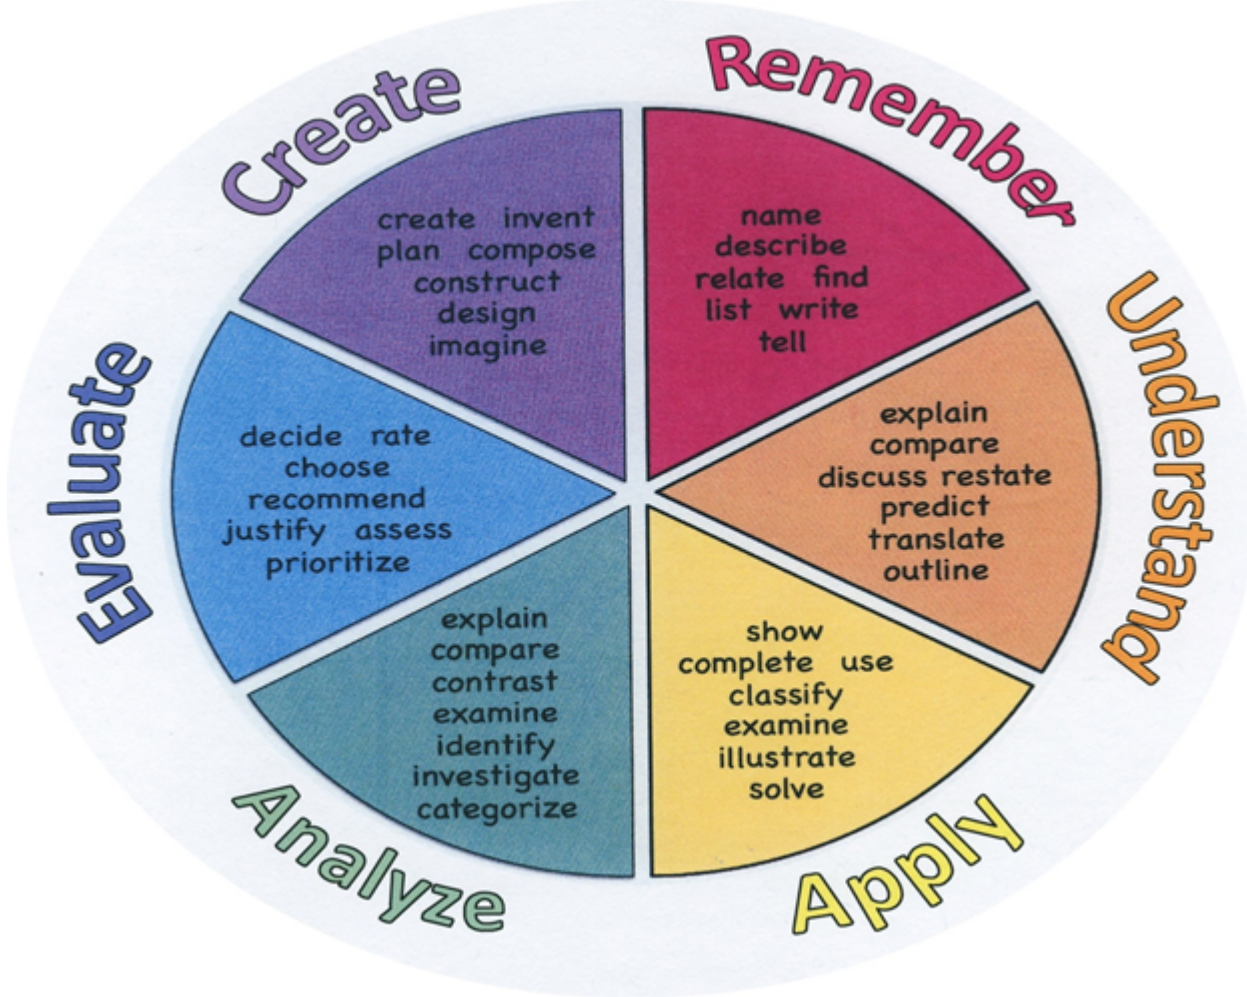 Remember
name
describe
relate find
list write
tell
Understand
explain
compare
discuss restate
predict
translate
outline
Apply
show
complete use
classify
examine
illustrate
solve
Analyze
explain
compare
contrast
examine
identify
investigate
categorize
Evaluate
decide rate
choose
recommend
justify assess
prioritize
Create
create invent
plan compose
construct
design
imagine